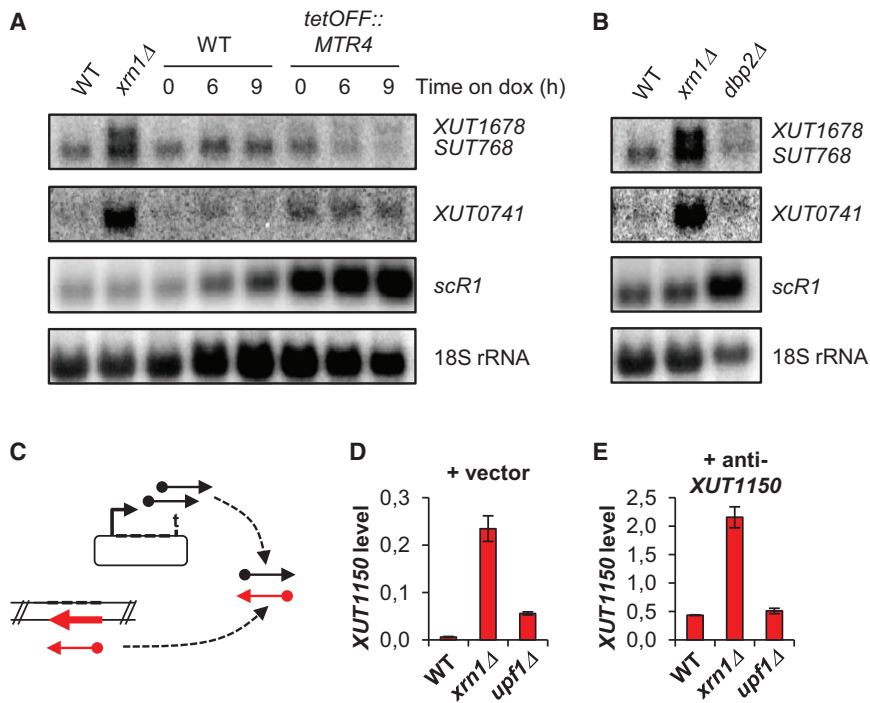 A
WT
xrn1Δ
WT
tetOFF::
MTR4
0 6 9 0 6 9 Time on dox (h)
XUT1678
SUT768
XUT0741
scR1
18S rRNA
B
WT
xrn1Δ
dbp2Δ
XUT1678
SUT768
XUT0741
scR1
18S rRNA
C
t
D
+ vector
XUT1150 level
0,3
0,2
0,1
0,0
WT
xrn1Δ
upf1Δ
E
+ anti-
XUT1150
XUT1150 level
2,5
2,0
1,5
1,0
0,5
0,0
WT
xrn1Δ
upf1Δ